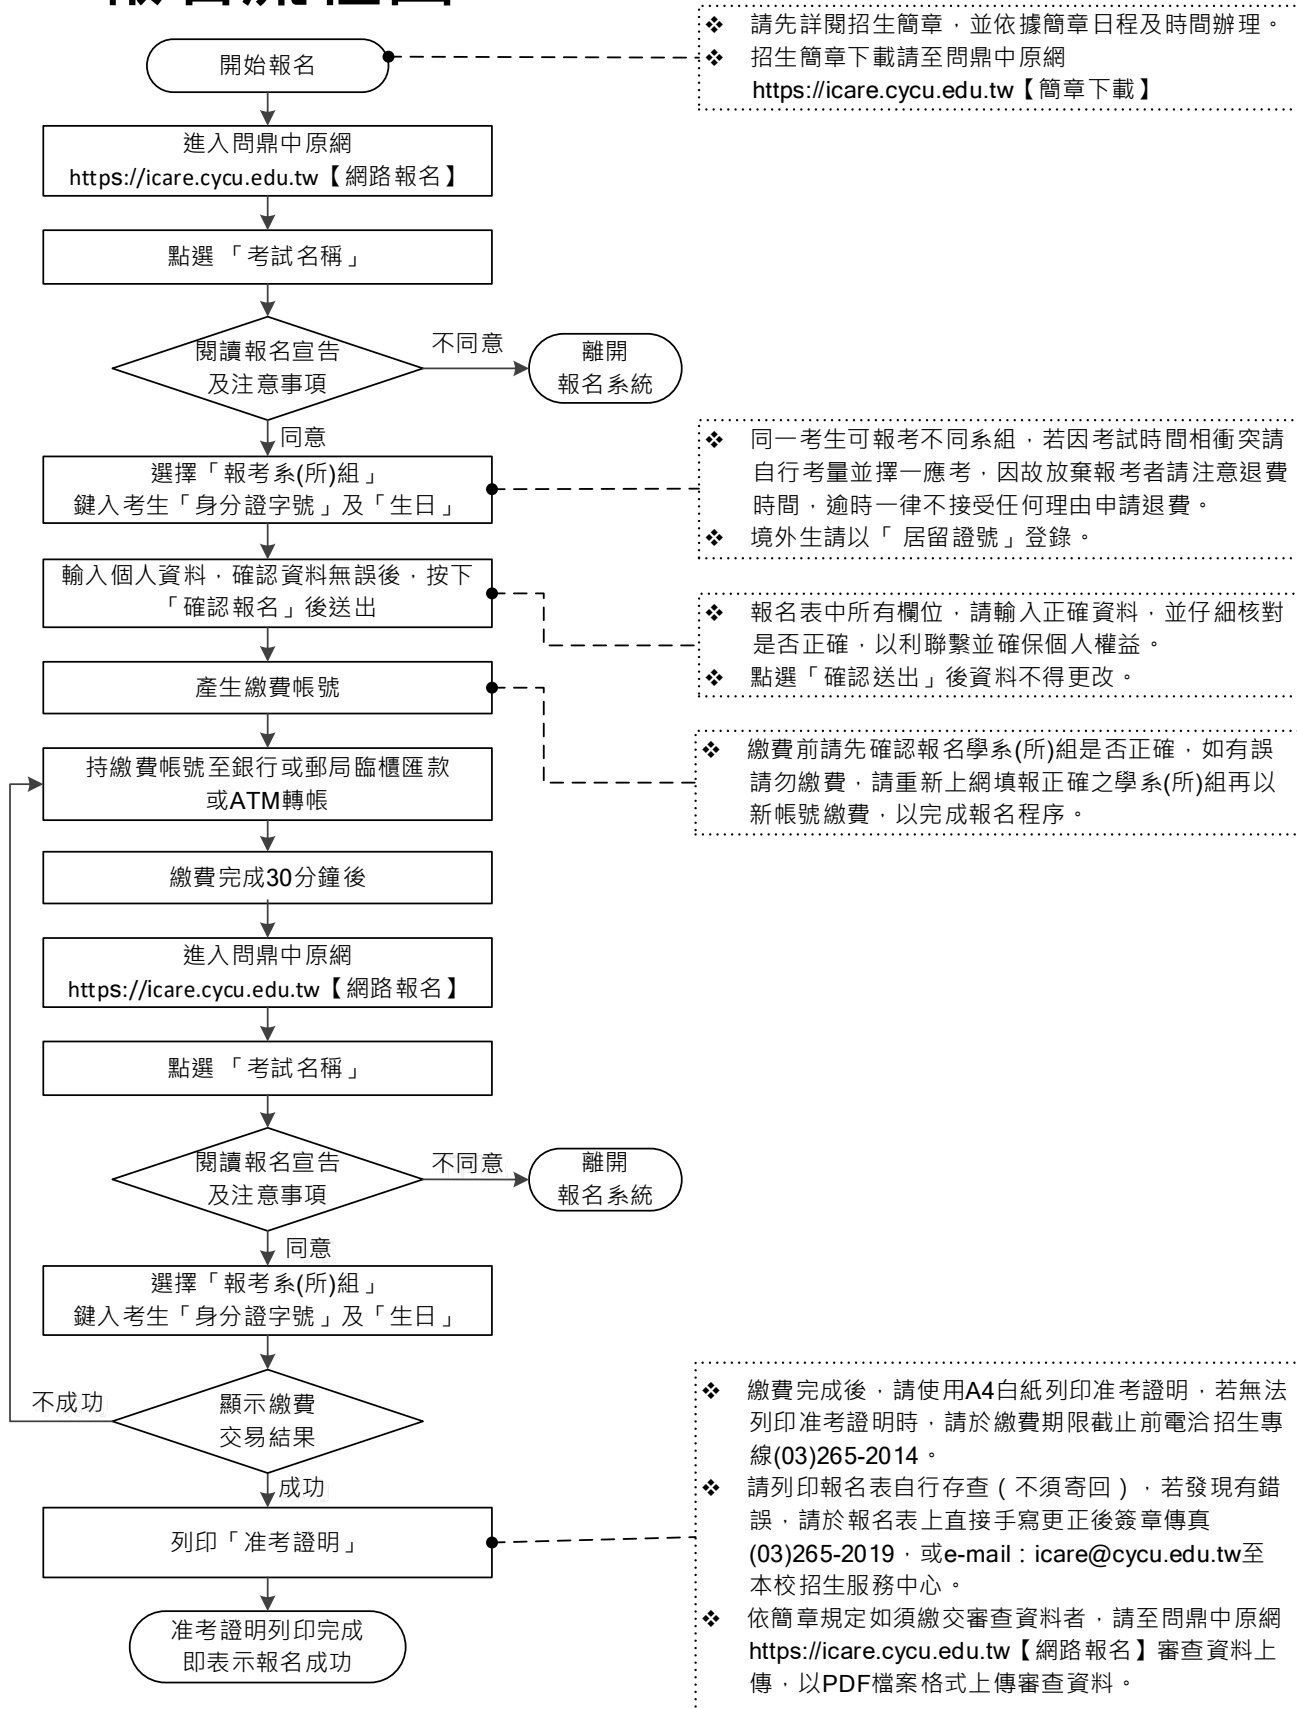 開始報名
❖ 請先詳閱招生簡章，並依據簡章日程及時間辦理。
❖ 招生簡章下載請至問鼎中原網
https://icare.cycu.edu.tw【簡章下載】
進入問鼎中原網
https://icare.cycu.edu.tw【網路報名】
點選「考試名稱」
閱讀報名宣告
及注意事項
不同意
離開
報名系統
同意
選擇「報考系(所)組」
鍵入考生「身分證字號」及「生日」
❖ 同一考生可報考不同系組，若因考試時間相衝突請
自行考量並擇一應考，因故放棄報考者請注意退費
時間，逾時一律不接受任何理由申請退費。
❖ 境外生請以「 居留證號」登錄。
輸入個人資料，確認資料無誤後，按下
「確認報名」後送出
❖ 報名表中所有欄位，請輸入正確資料，並仔細核對
是否正確，以利聯繫並確保個人權益。
❖ 點選「確認送出」後資料不得更改。
產生繳費帳號
❖ 繳費前請先確認報名學系(所)組是否正確，如有誤
請勿繳費，請重新上網填報正確之學系(所)組再以
新帳號繳費，以完成報名程序。
持繳費帳號至銀行或郵局臨櫃匯款
或ATM轉帳
繳費完成30分鐘後
進入問鼎中原網
https://icare.cycu.edu.tw【網路報名】
點選「考試名稱」
閱讀報名宣告
及注意事項
不同意
離開
報名系統
同意
選擇「報考系(所)組」
鍵入考生「身分證字號」及「生日」
不成功
顯示繳費
交易結果
成功
列印「准考證明」
准考證明列印完成
即表示報名成功
❖ 繳費完成後，請使用A4白紙列印准考證明，若無法
列印准考證明時，請於繳費期限截止前電洽招生專
線(03)265-2014。
❖ 請列印報名表自行存查（不須寄回），若發現有錯
誤，請於報名表上直接手寫更正後簽章傳真
(03)265-2019，或e-mail：icare@cycu.edu.tw至
本校招生服務中心。
❖ 依簡章規定如須繳交審查資料者，請至問鼎中原網
https://icare.cycu.edu.tw【網路報名】審查資料上
傳，以PDF檔案格式上傳審查資料。